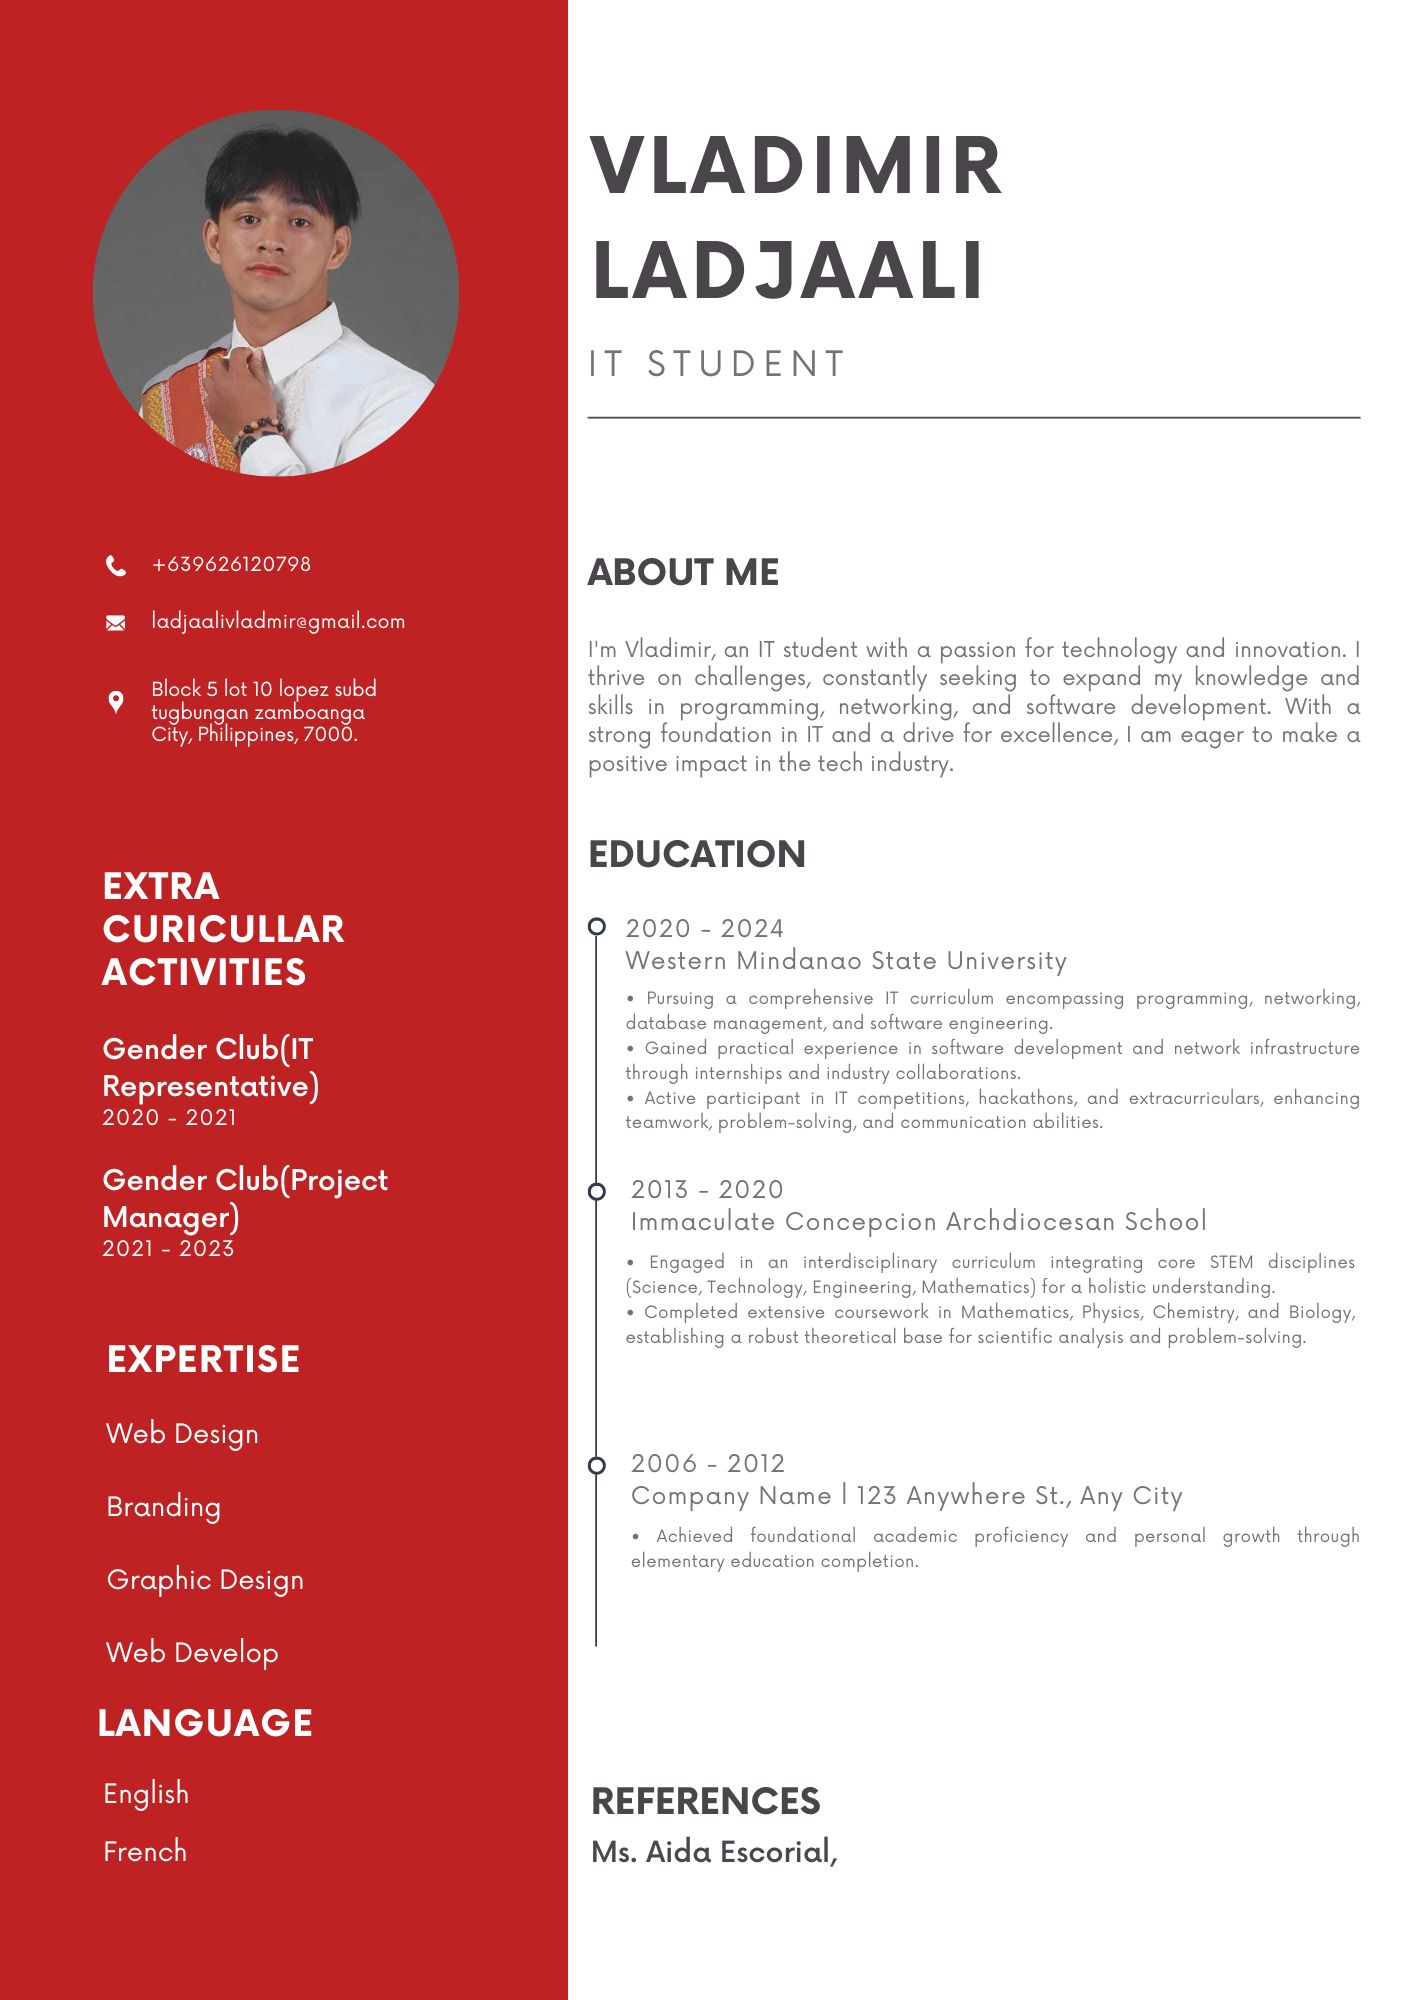 VLADIMIR
LADJAALI
IT STUDENT
+639626120798
ladjaalivladmir@gmail.com
Block 5 lot 10 lopez subd
tugbungan zamboanga
City, Philippines, 7000.
EXTRA
CURICULLAR
ACTIVITIES
Gender Club(IT
Representative)
2020 - 2021
Gender Club(Project
Manager)
2021 - 2023
EXPERTISE
Web Design
Branding
Graphic Design
Web Develop
LANGUAGE
English
French
ABOUT ME
I'm Vladimir, an IT student with a passion for technology and innovation. I
thrive on challenges, constantly seeking to expand my knowledge and
skills in programming, networking, and software development. With a
strong foundation in IT and a drive for excellence, I am eager to make a
positive impact in the tech industry.
EDUCATION
2020 - 2024
Western Mindanao State University
• Pursuing a comprehensive IT curriculum encompassing programming, networking,
database management, and software engineering.
• Gained practical experience in software development and network infrastructure
through internships and industry collaborations.
• Active participant in IT competitions, hackathons, and extracurriculars, enhancing
teamwork, problem-solving, and communication abilities.
2013 - 2020
Immaculate Concepcion Archdiocesan School
• Engaged in an interdisciplinary curriculum integrating core STEM disciplines
(Science, Technology, Engineering, Mathematics) for a holistic understanding.
• Completed extensive coursework in Mathematics, Physics, Chemistry, and Biology,
establishing a robust theoretical base for scientific analysis and problem-solving.
2006 - 2012
Company Name | 123 Anywhere St., Any City
• Achieved foundational academic proficiency and personal growth through
elementary education completion.
REFERENCES
Ms. Aida Escorial,